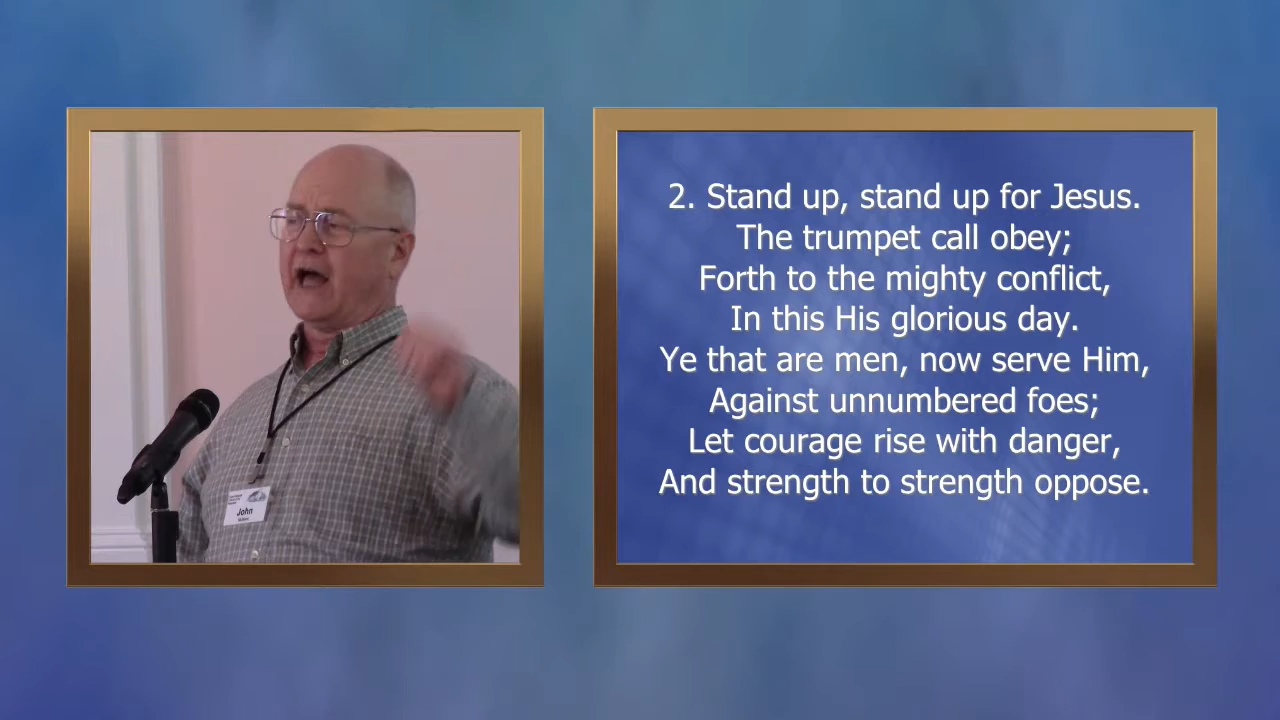 John
2. Stand up, stand up for Jesus.
The trumpet call obey;
Forth to the mighty conflict,
In this His glorious day.
Ye that are men, now serve Him,
Against unnumbered foes;
Let courage rise with danger,
And strength to strength oppose.